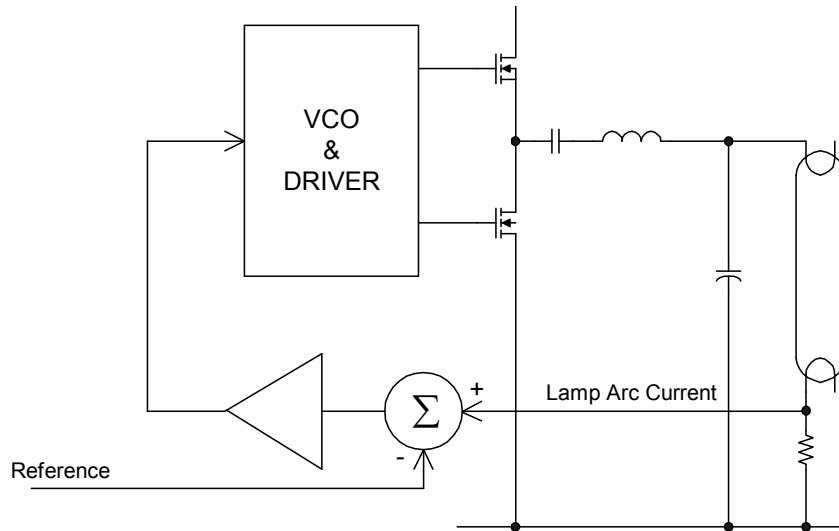 VCO
&
DRIVER
+
Lamp Arc Current
Σ
-
Reference